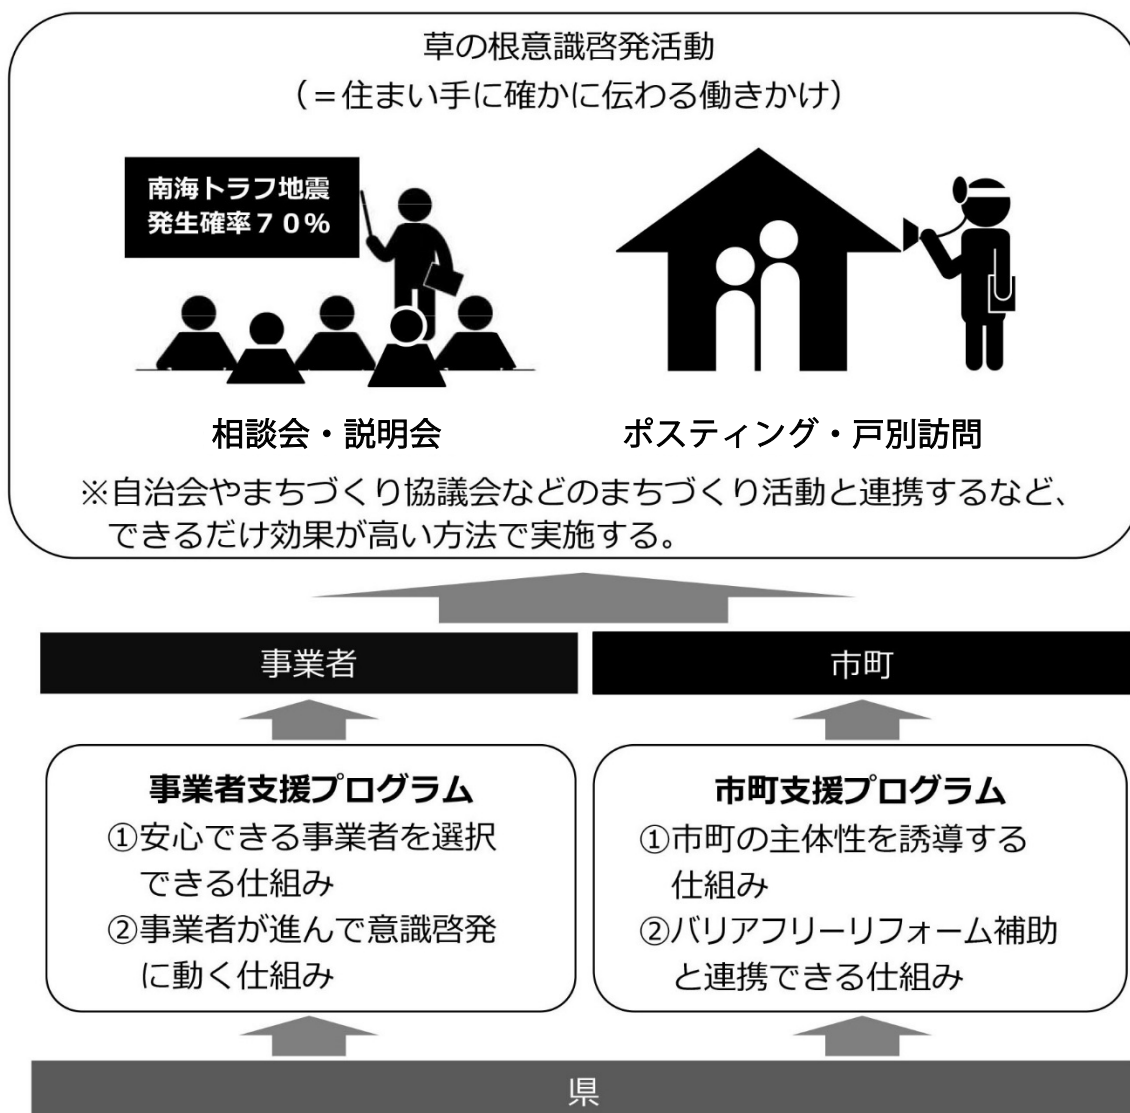 草の根意識啓発活動
（＝住まい手に確かに伝わる働きかけ）
南海トラフ地震
発生確率７０％
相談会・説明会
ポスティング・戸別訪問
※自治会やまちづくり協議会などのまちづくり活動と連携するなど、
できるだけ効果が高い方法で実施する。
事業者
市町
事業者支援プログラム
①安心できる事業者を選択
できる仕組み
②事業者が進んで意識啓発
に動く仕組み
市町支援プログラム
①市町の主体性を誘導する
仕組み
②バリアフリーリフォーム補助
と連携できる仕組み
県